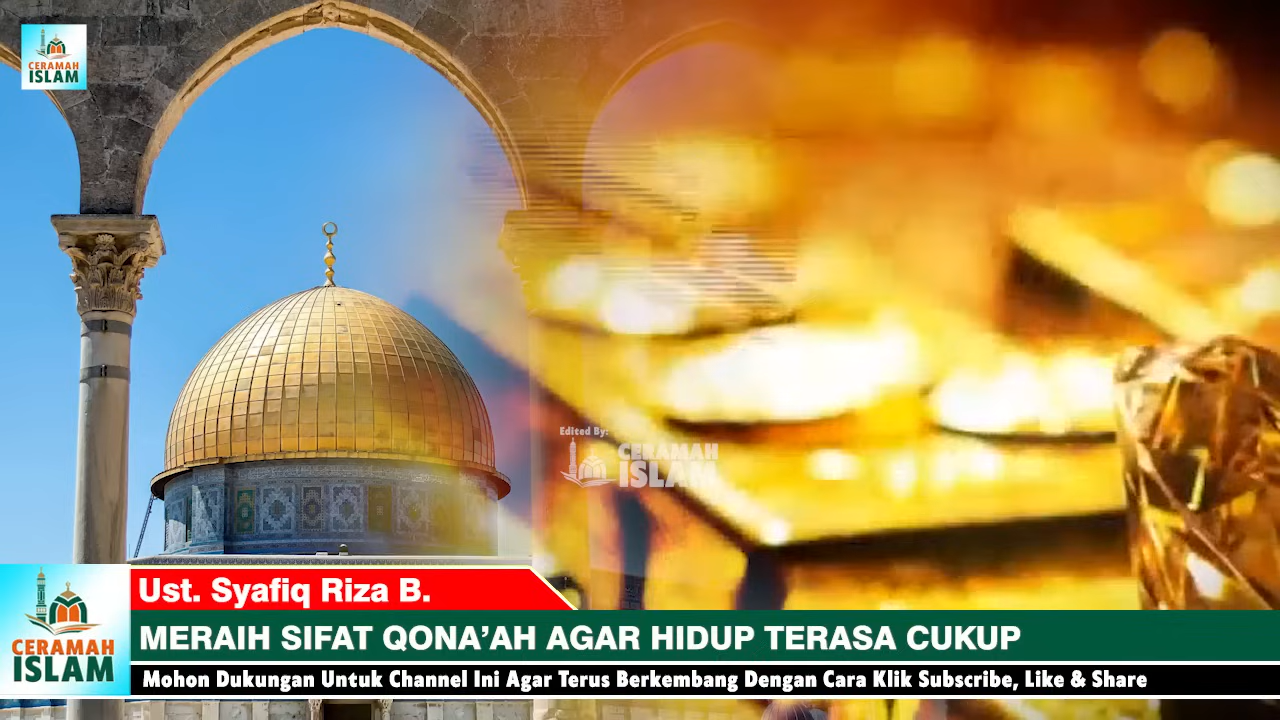 CERAMAH
ISLAM
Edited By:
CERAMAH
ISLAM
Ust. Syafiq Riza B.
CERAMAH
ISLAM
MERAIH SIFAT QONA’AH AGAR HIDUP TERASA CUKUP
Mohon Dukungan Untuk Channel Ini Agar Terus Berkembang Dengan Cara Klik Subscribe, Like & Share